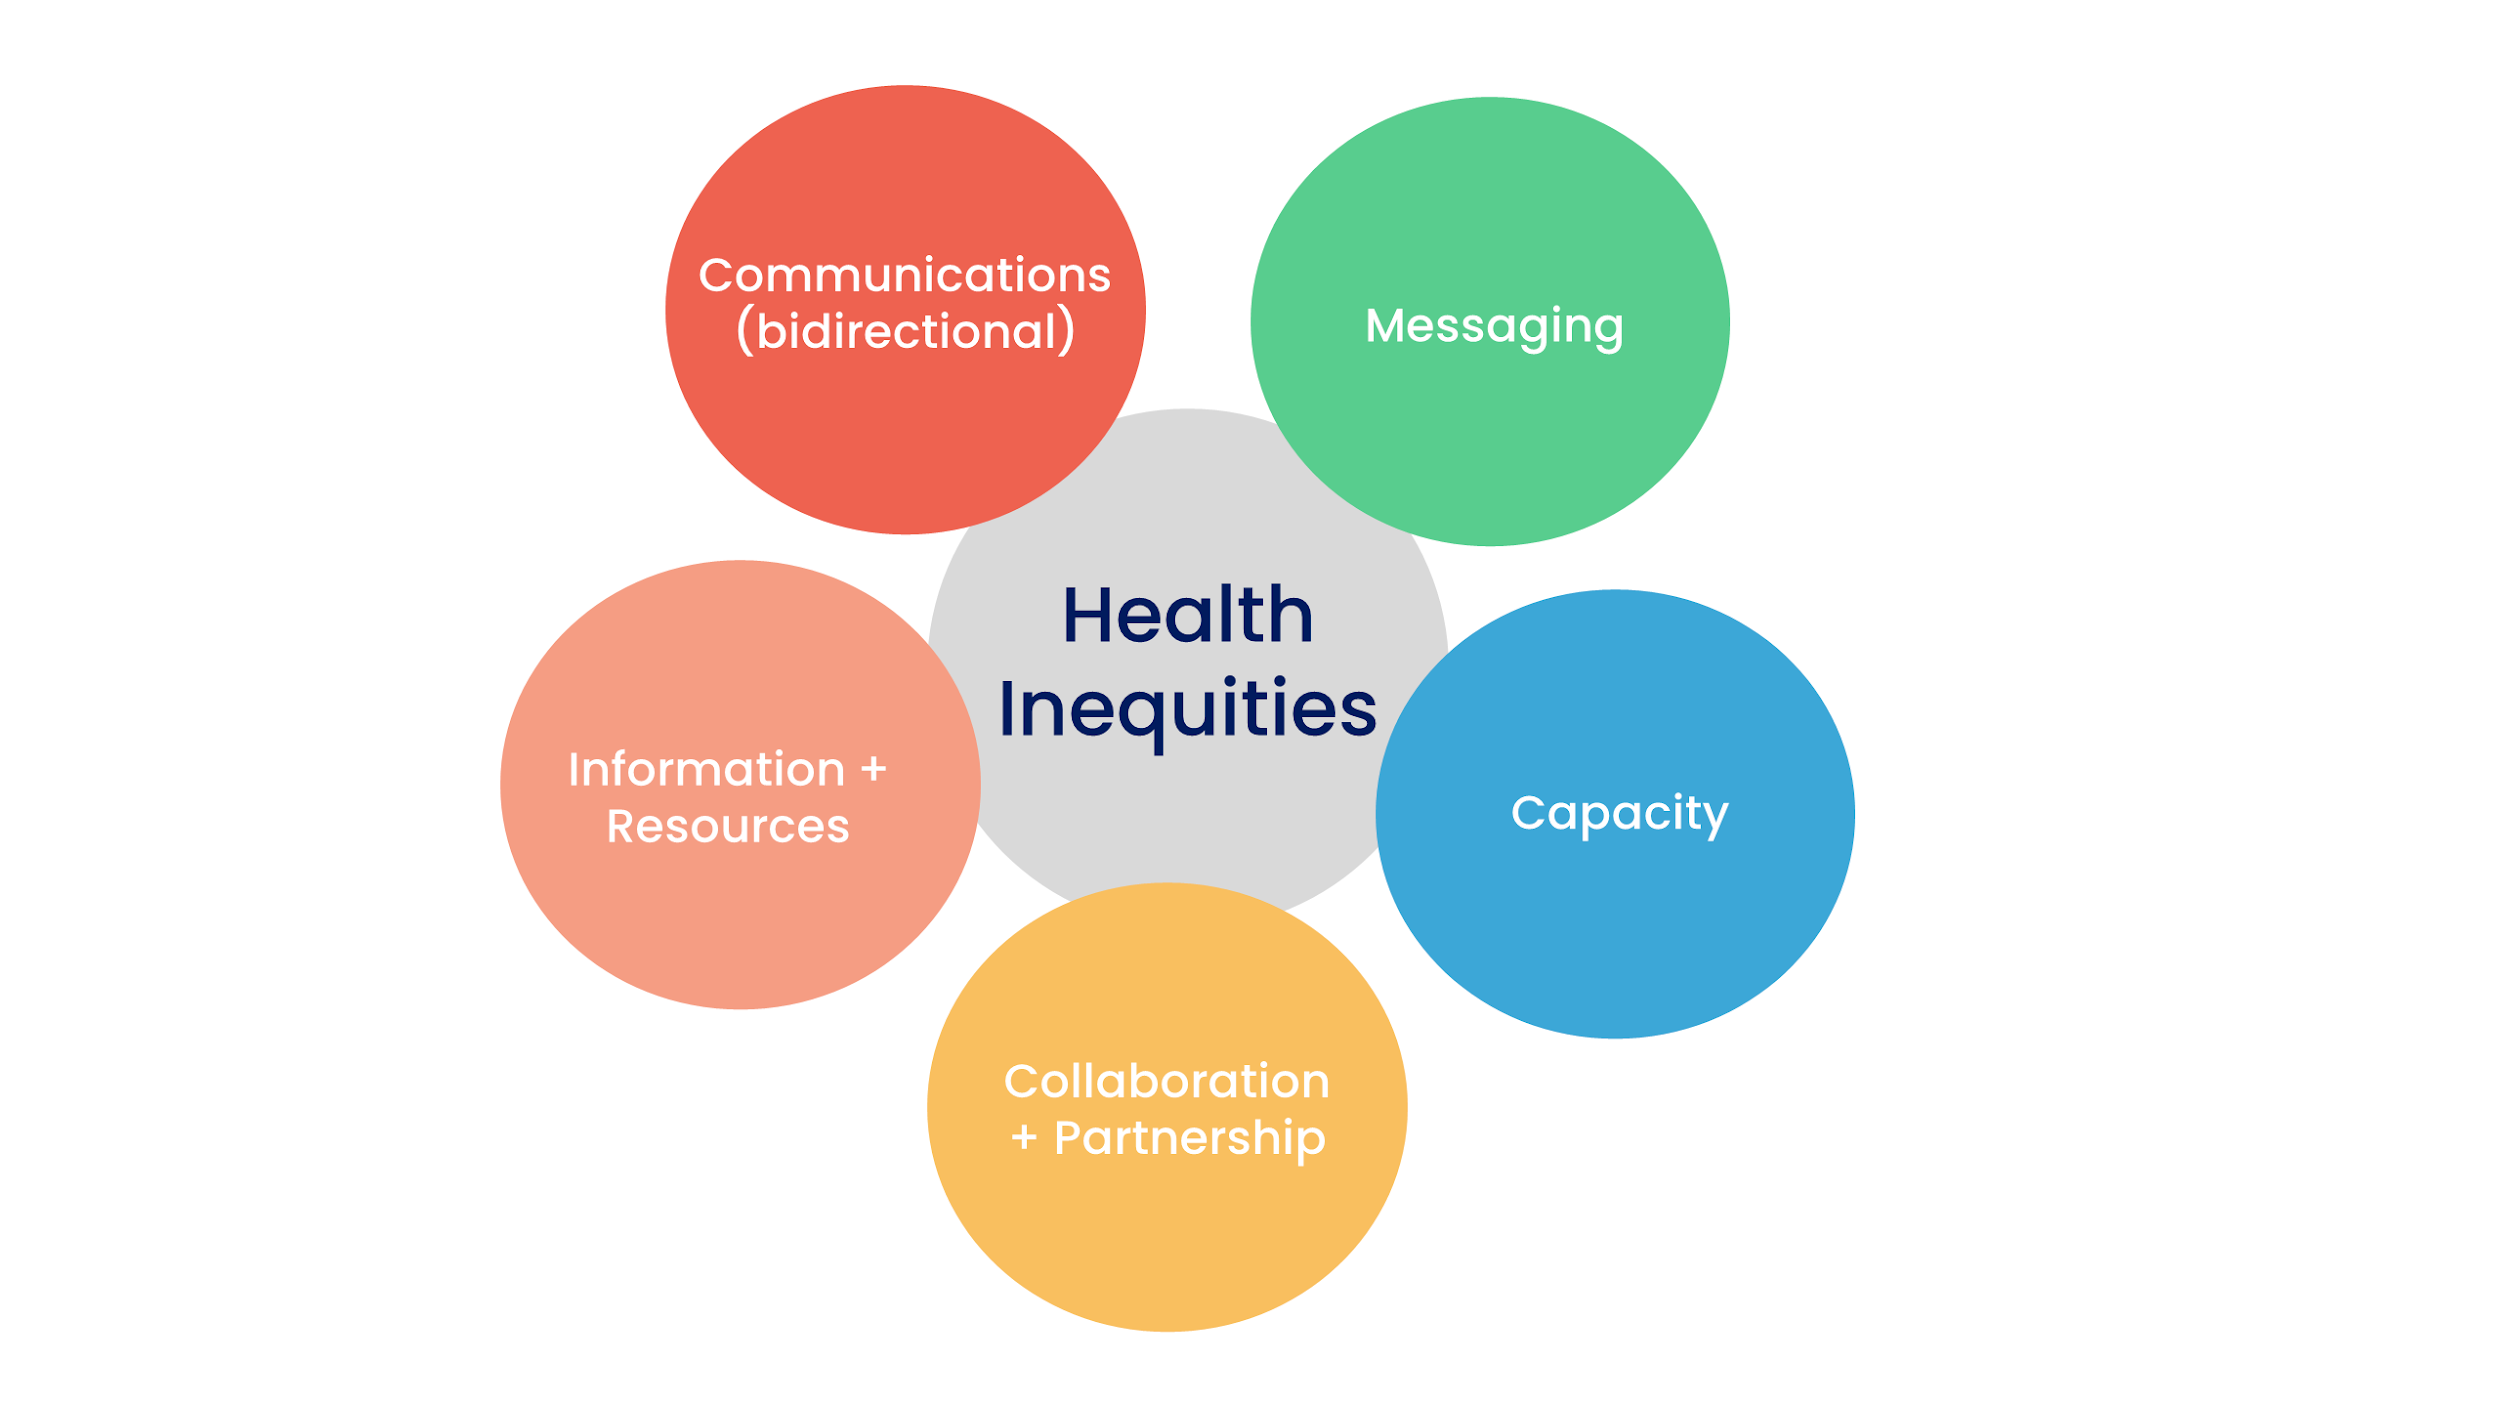 Communications
(bidirectional)
Messaging
Health
Inequities
Information +
Resources
Capacity
Collaboration
+ Partnership